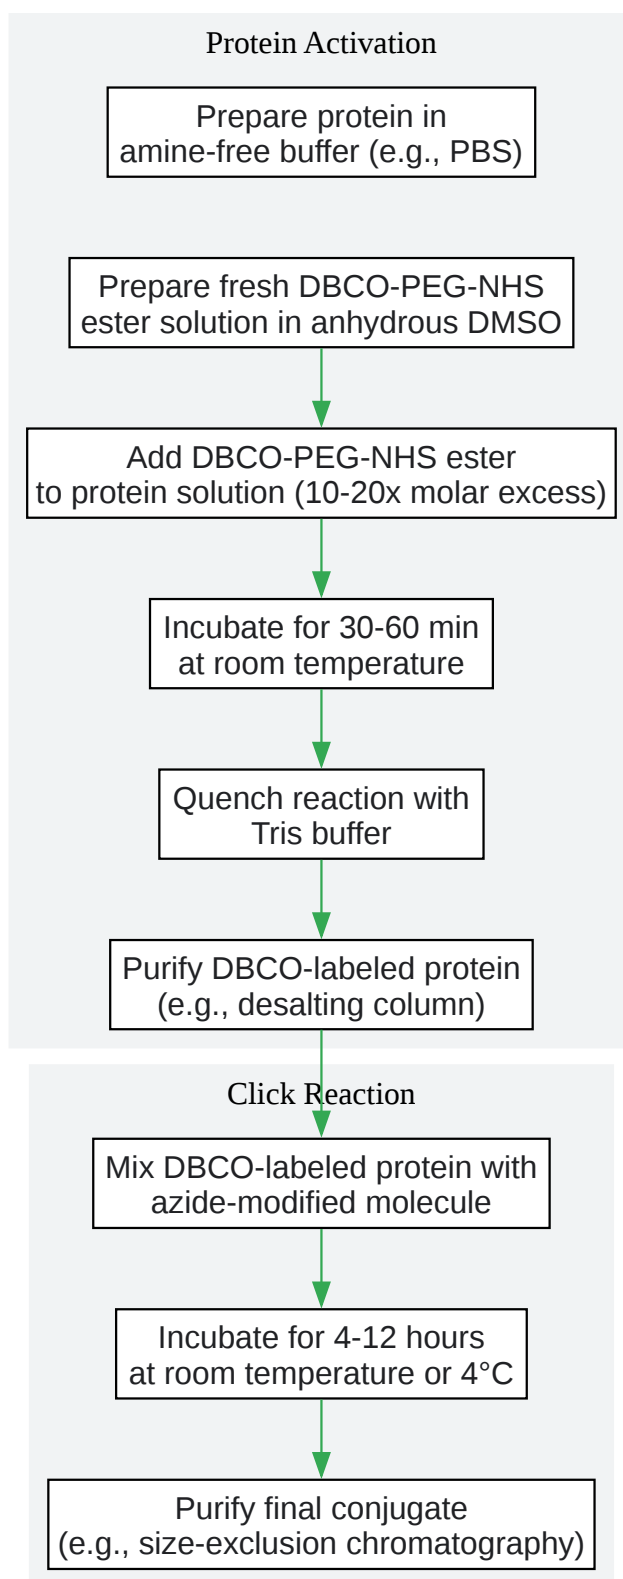 Protein Activation
Prepare protein in
amine-free buffer (e.g., PBS)
Prepare fresh DBCO-PEG-NHS
ester solution in anhydrous DMSO
Add DBCO-PEG-NHS ester
to protein solution (10-20x molar excess)
Incubate for 30-60 min
at room temperature
Quench reaction with
Tris buffer
Purify DBCO-labeled protein
(e.g., desalting column)
Click Reaction
Mix DBCO-labeled protein with
azide-modified molecule
Incubate for 4-12 hours
at room temperature or 4°C
Purify final conjugate
(e.g., size-exclusion chromatography)